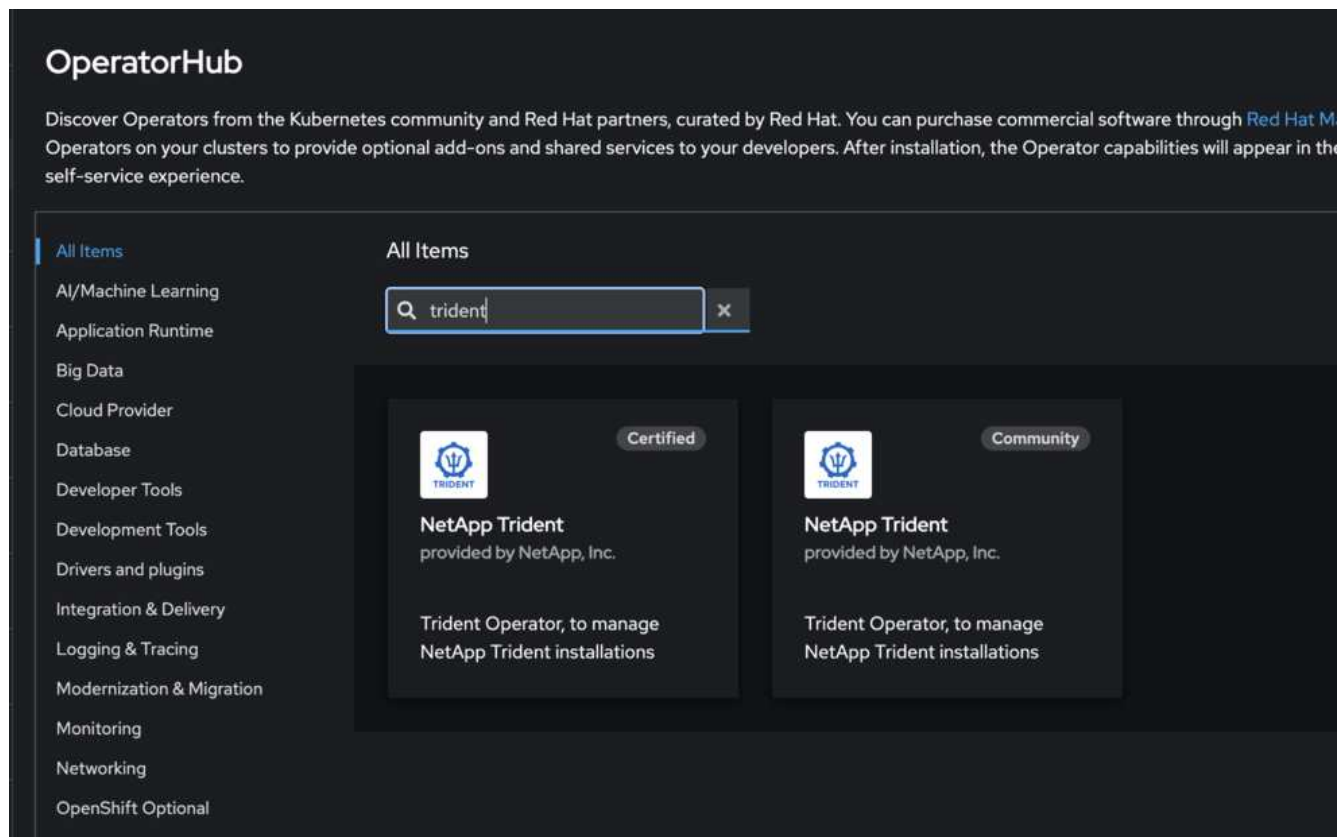 OperatorHub
Discover Operators from the Kubernetes community and Red Hat partners, curated by Red Hat. You can purchase commercial software through Red Hat
Operators on your clusters to provide optional add-ons and shared services to your developers. After installation, the Operator capabilities will appear in the
self-service experience.
All Items
AI/Machine Learning
Application Runtime
Big Data
Cloud Provider
Database
Developer Tools
Development Tools
Drivers and plugins
Integration & Delivery
Logging & Tracing
Modernization & Migration
Monitoring
Networking
OpenShift Optional
All Items
trident
Certified
TRIDENT
NetApp Trident
provided by NetApp, Inc.
Trident Operator, to manage
NetApp Trident installations
Community
TRIDENT
NetApp Trident
provided by NetApp, Inc.
Trident Operator, to manage
NetApp Trident installations